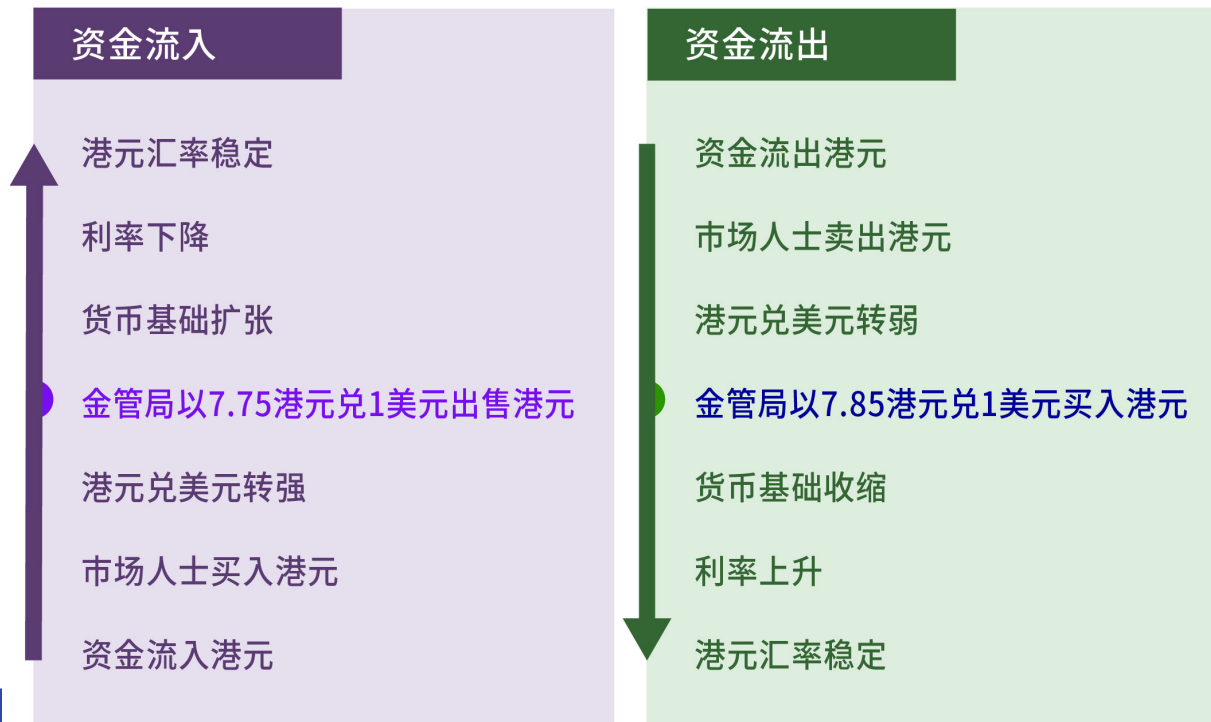 资金流入
港元汇率稳定
利率下降
货币基础扩张
金管局以7.75港元兑1美元出售港元
港元兑美元转强
市场人士买入港元
资金流入港元
资金流出
资金流出港元
市场人士卖出港元
港元兑美元转弱
金管局以7.85港元兑1美元买入港元
货币基础收缩
利率上升
港元汇率稳定